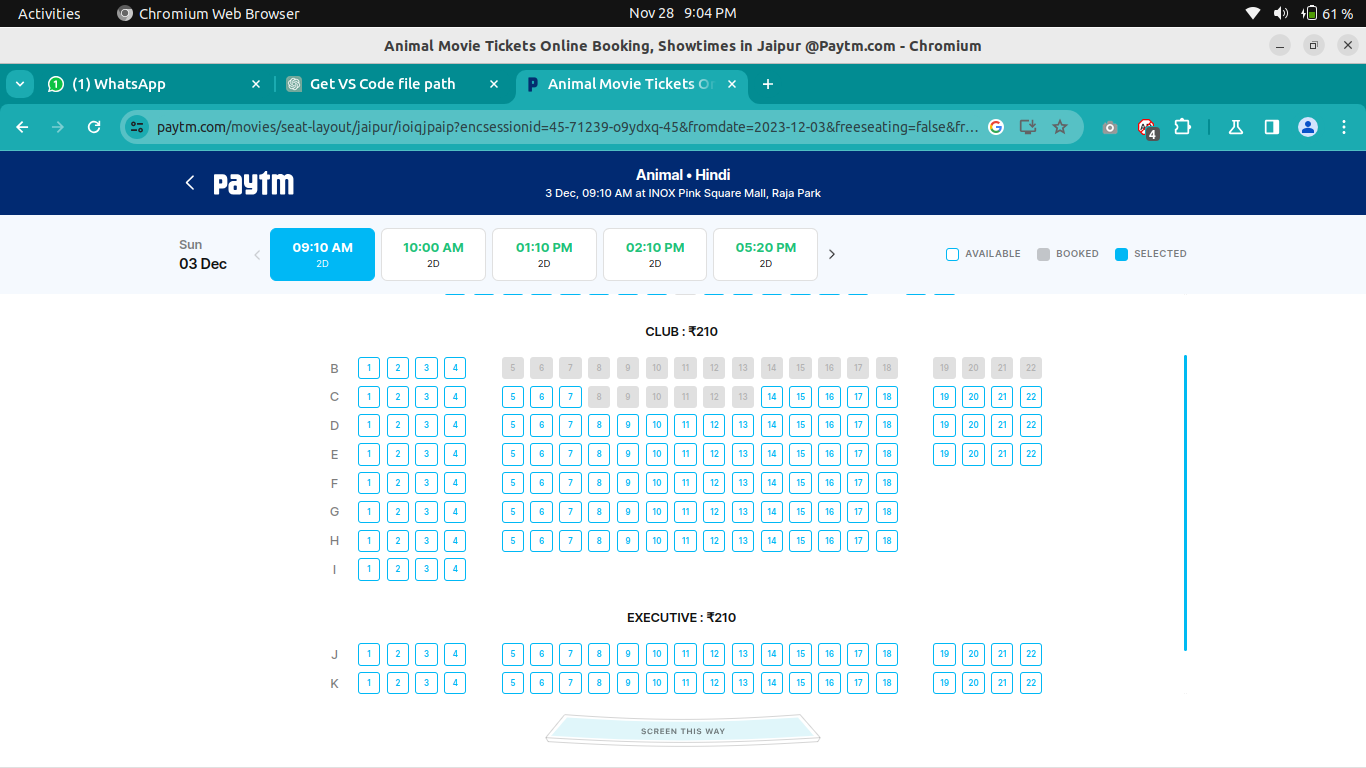 Activities Chromium Web Browser Nov 28 9:04 PM 61 %
Animal Movie Tickets Online Booking, Showtimes in Jaipur @Paytm.com - Chromium
1 (1) WhatsApp Get VS Code file path Animal Movie Tickets O
paytm.com/movies/seat-layout/jaipur/ioiqjpaip?encsessionid=45-71239-o9ydxq-45&fromdate=2023-12-03&freeseating=false&fr... 4
paytm
Animal • Hindi
3 Dec, 09:10 AM at INOX Pink Square Mall, Raja Park
Sun
03 Dec
09:10 AM 10:00 AM 01:10 PM 02:10 PM 05:20 PM
2D 2D 2D 2D 2D
AVAILABLE BOOKED SELECTED
CLUB : ₹210
B 1 2 3 4 5 6 7 8 9 10 11 12 13 14 15 16 17 18 19 20 21 22
C 1 2 3 4 5 6 7 8 9 10 11 12 13 14 15 16 17 18 19 20 21 22
D 1 2 3 4 5 6 7 8 9 10 11 12 13 14 15 16 17 18 19 20 21 22
E 1 2 3 4 5 6 7 8 9 10 11 12 13 14 15 16 17 18 19 20 21 22
F 1 2 3 4 5 6 7 8 9 10 11 12 13 14 15 16 17 18
G 1 2 3 4 5 6 7 8 9 10 11 12 13 14 15 16 17 18
H 1 2 3 4 5 6 7 8 9 10 11 12 13 14 15 16 17 18
I 1 2 3 4
EXECUTIVE : ₹210
J 1 2 3 4 5 6 7 8 9 10 11 12 13 14 15 16 17 18 19 20 21 22
K 1 2 3 4 5 6 7 8 9 10 11 12 13 14 15 16 17 18 19 20 21 22
SCREEN THIS WAY